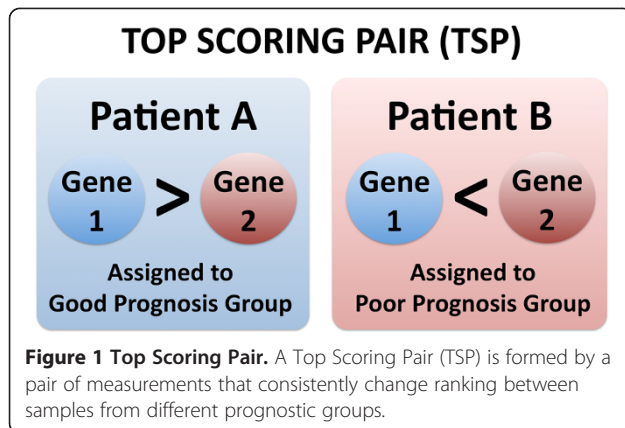 TOP SCORING PAIR (TSP)
Patient A
Gene 1 > Gene 2
Assigned to
Good Prognosis Group
Patient B
Gene 1 < Gene 2
Assigned to
Poor Prognosis Group
Figure 1 Top Scoring Pair. A Top Scoring Pair (TSP) is formed by a
pair of measurements that consistently change ranking between
samples from different prognostic groups.